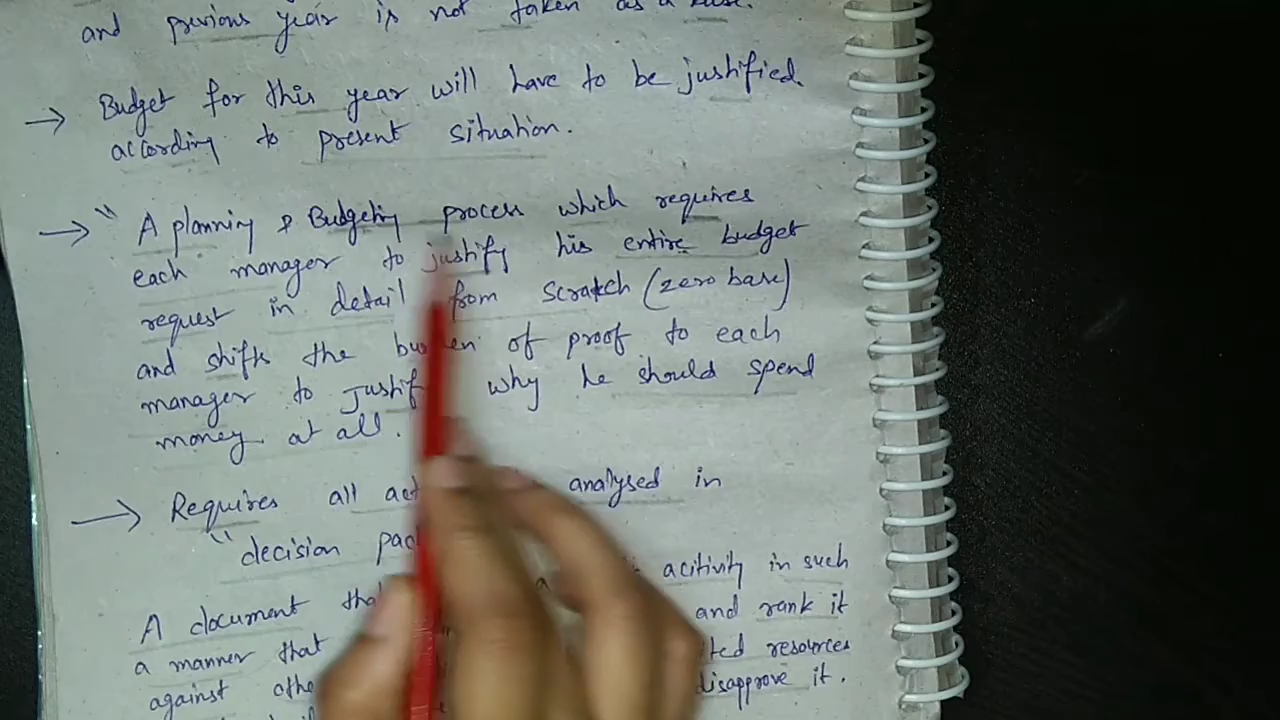 and previous year is not taken as a base.
→ Budget for this year will have to be justified.
according to present situation.
→ " A planning & Budgeting process which requires
each manager to justify his entire budget
request in detail from scratch (zero base)
and shifts the of proof to each
manager to why he should spend
money. at all.
→ Requires all analysed in
" decision
A document acitivity in such
a manner that and rank it
against resources
disapprove it.